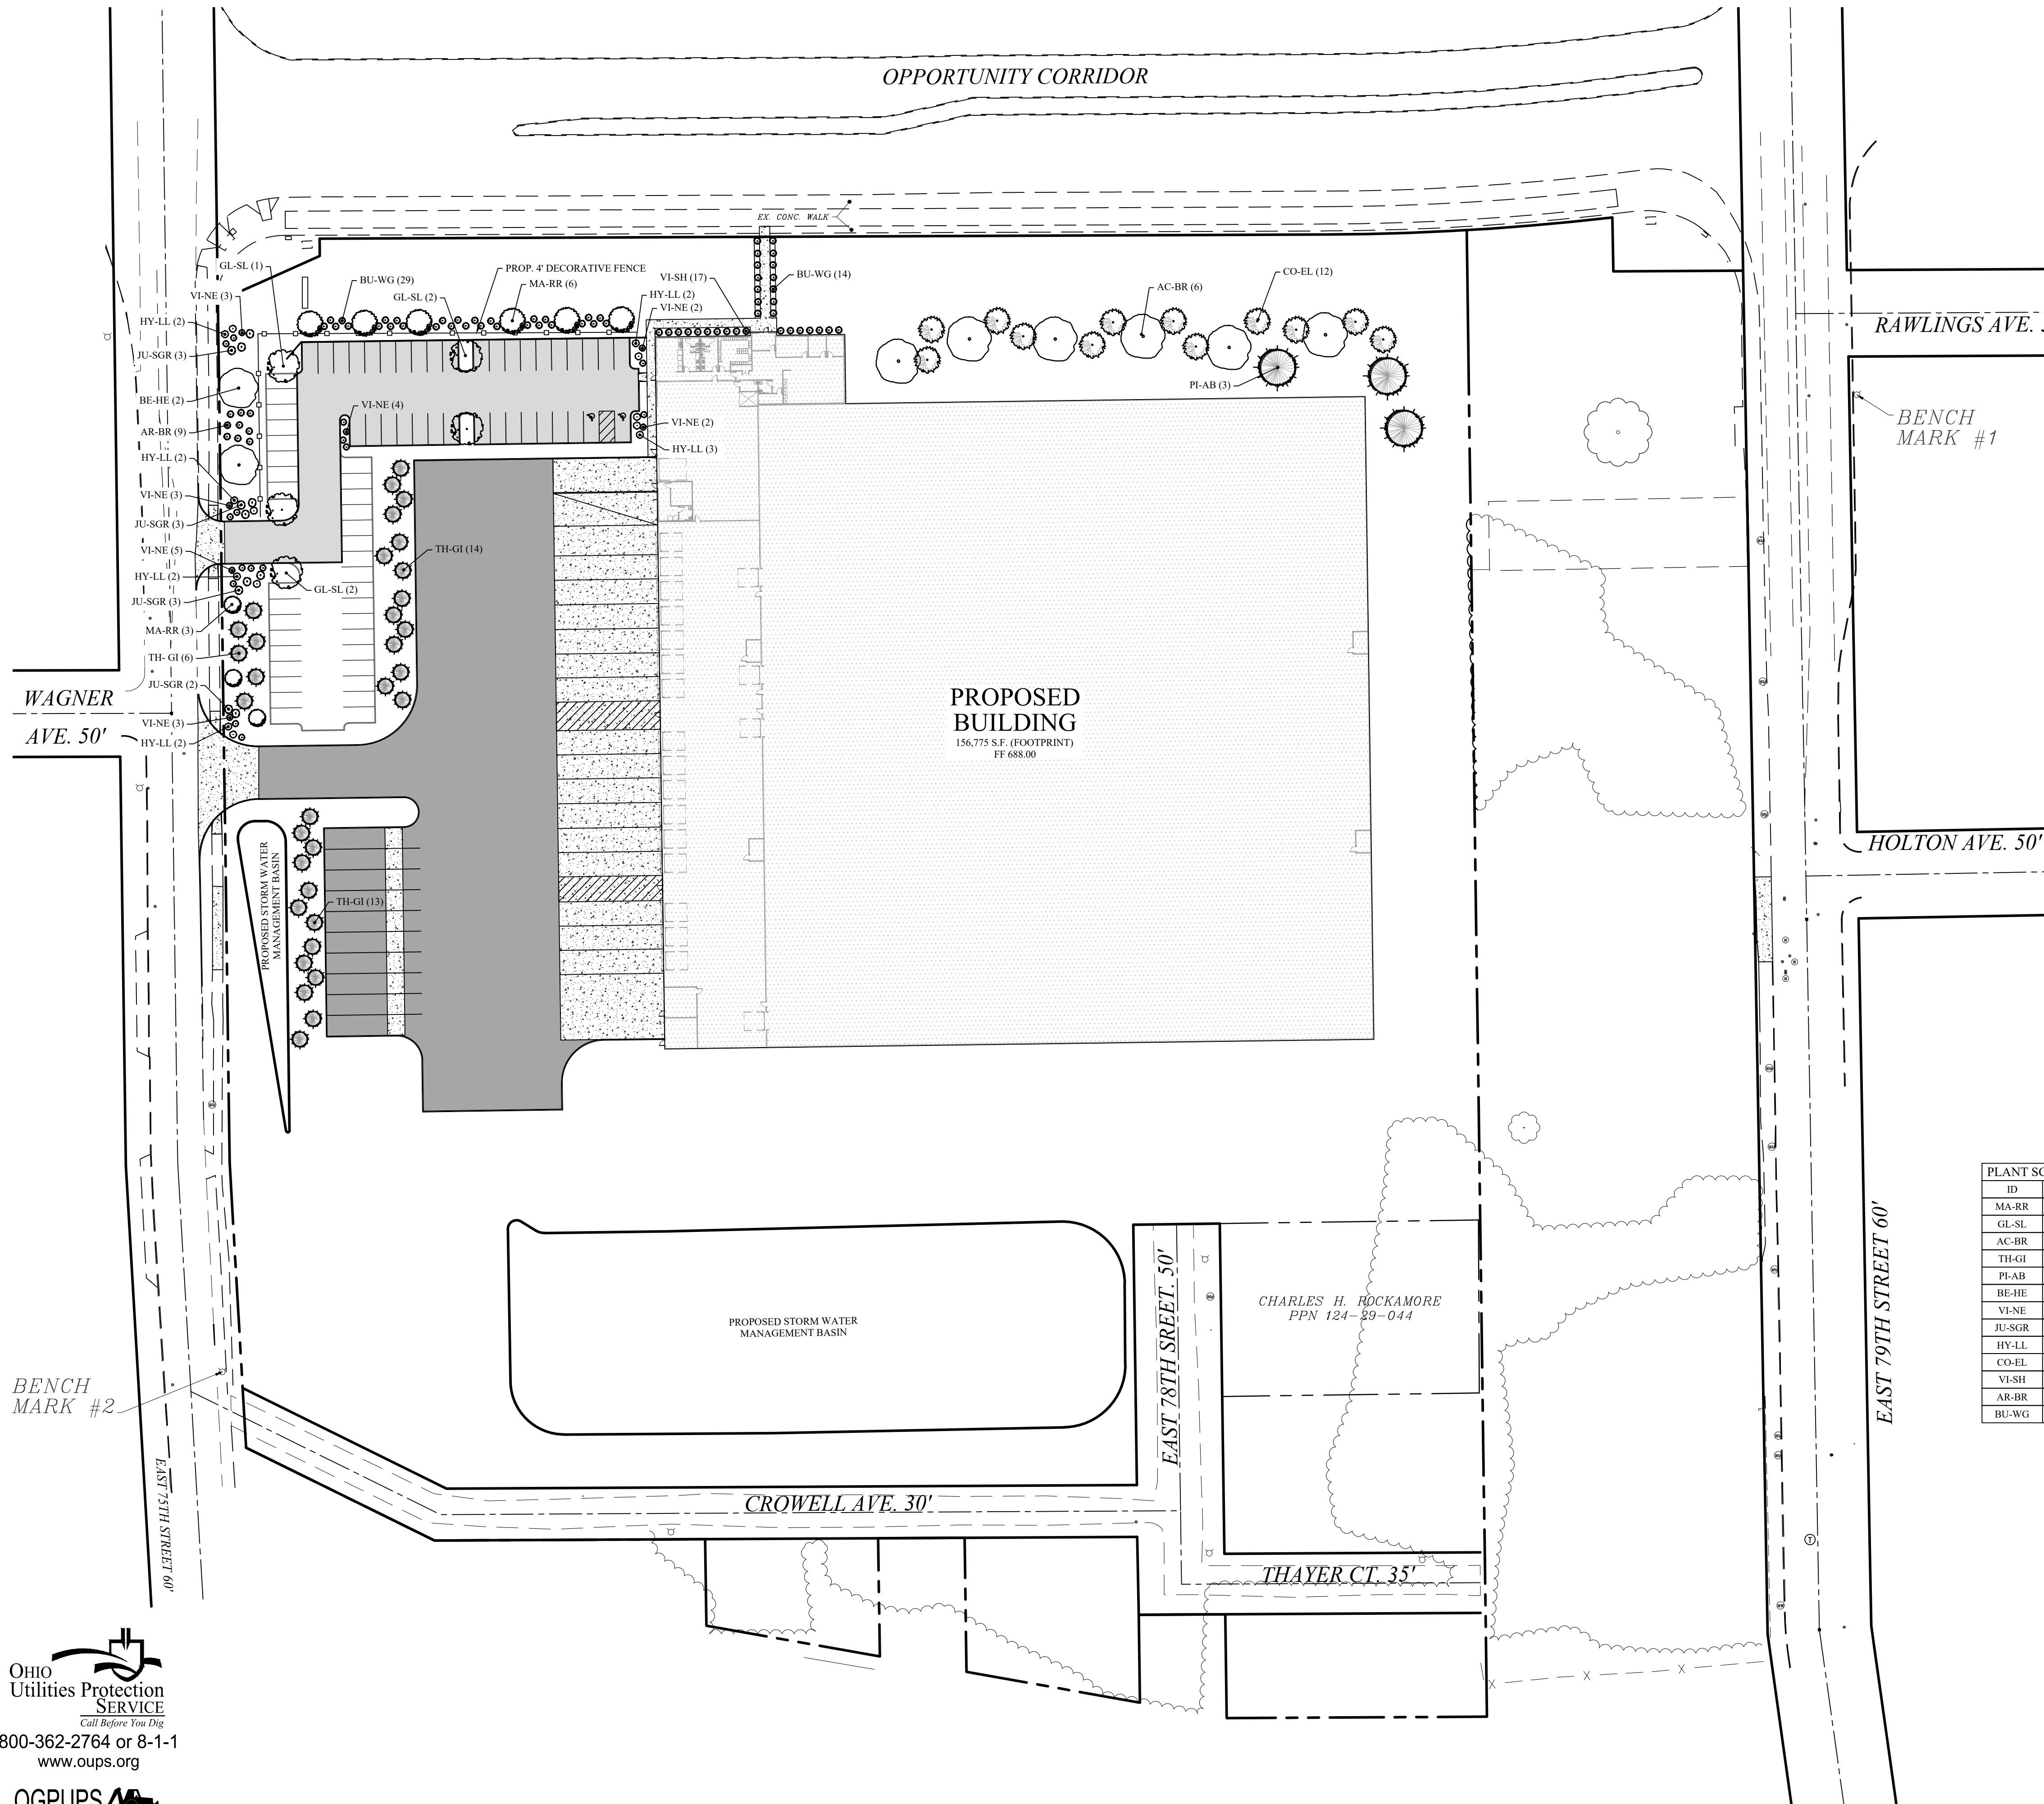 OPPORTUNITY CORRIDOR
EX. CONC. WALK
GL-SL (1)
BU-WG (29)
PROP. 4' DECORATIVE FENCE
MA-RR (6)
GL-SL (2)
VI-SH (17)
BU-WG (14)
HY-LL (2)
VI-NE (2)
AC-BR (6)
CO-EL (12)
VI-NE (3)
HY-LL (2)
JU-SGR (3)
BE-HE (2)
AR-BR (9)
HY-LL (2)
VI-NE (3)
JU-SGR (3)
VI-NE (5)
HY-LL (2)
JU-SGR (3)
MA-RR (3)
TH- GI (6)
JU-SGR (2)
VI-NE (3)
HY-LL (2)
VI-NE (4)
VI-NE (2)
HY-LL (3)
PI-AB (3)
TH-GI (14)
GL-SL (2)
TH-GI (13)
RAWLINGS AVE.
BENCH
MARK #1
WAGNER
AVE. 50'
PROPOSED
BUILDING
156,775 S.F. (FOOTPRINT)
FF 688.00
HOLTON AVE. 50'
PROPOSED STORM WATER
MANAGEMENT BASIN
PROPOSED STORM WATER
MANAGEMENT BASIN
EAST 78TH SREET. 50'
CHARLES H. ROCKAMORE
PPN 124-29-044
EAST 79TH STREET 60'
PLANT SC
ID
MA-RR
GL-SL
AC-BR
TH-GI
PI-AB
BE-HE
VI-NE
JU-SGR
HY-LL
CO-EL
VI-SH
AR-BR
BU-WG
BENCH
MARK #2
EAST 75TH STREET 60'
CROWELL AVE. 30'
THAYER CT. 35'
T
X X X X
OHIO
Utilities Protection
SERVICE
Call Before You Dig
800-362-2764 or 8-1-1
www.oups.org
OGPUPS